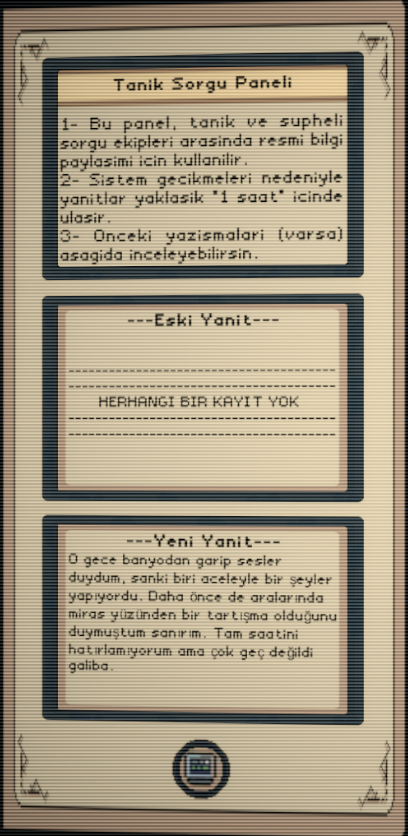 Tanik Sorgu Paneli
1- Bu panel, tanik ve supheli
sorgu ekipleri arasinda resmi bilgi
paylasimi icin kullanilir.
2- Sistem gecikmeleri nedeniyle
yanitlar yaklasik "1 saat" icinde
ulasir.
3- Onceki yazismalari (varsa)
asagida inceleyebilirsin.
---Eski Yanit---
HERHANGI BIR KAYIT YOK
---Yeni Yanit---
O gece banyodan garip sesler
duydum, sanki biri aceleyle bir şeyler
yapıyordu. Daha önce de aralarında
miras yüzünden bir tartışma olduğunu
duymuştum sanırım. Tam saatini
hatırlamıyorum ama çok geç değildi
galiba.